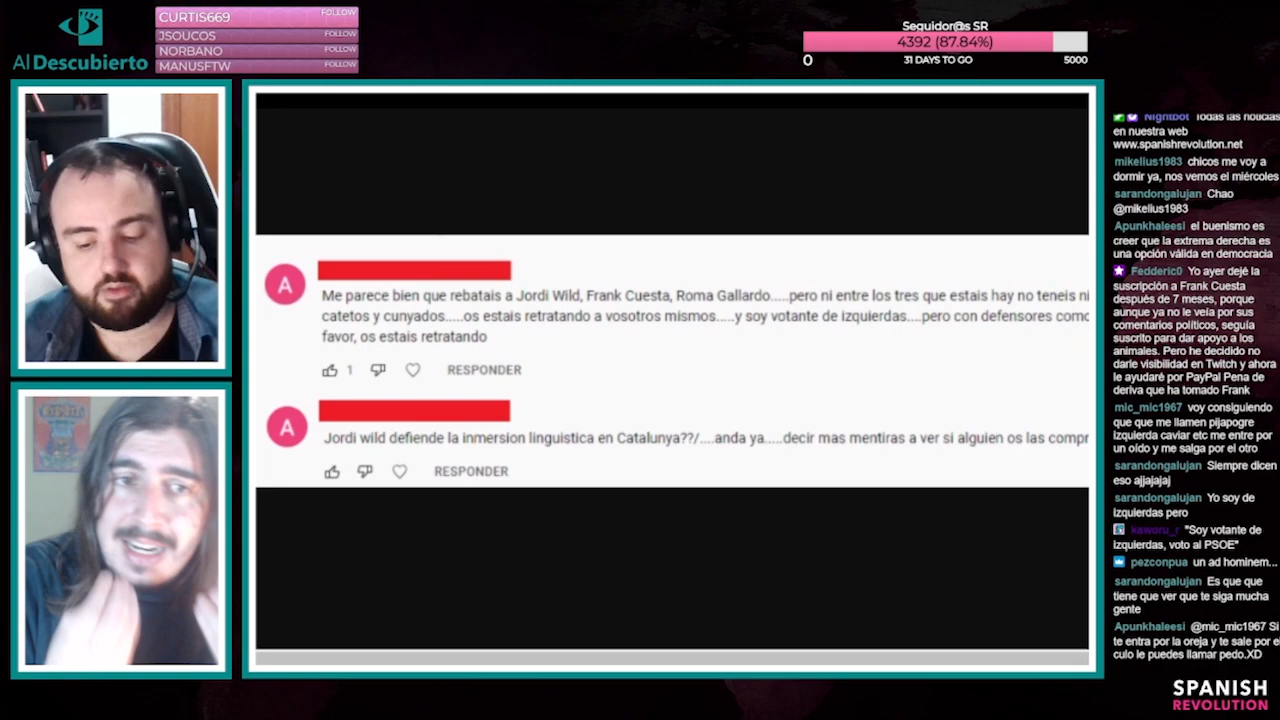 Al Descubierto
CURTIS669 FOLLOW
JSOUCOS FOLLOW
NORBANO FOLLOW
MANUSFTW FOLLOW
Seguidor@s SR
4392 (87.84%)
0 31 DAYS TO GO 5000
A
Me parece bien que rebatais a Jordi Wild, Frank Cuesta, Roma Gallardo.....pero ni entre los tres que estais hay no teneis ni
catetos y cunyados.....os estais retratando a vosotros mismos.....y soy votante de izquierdas....pero con defensores como
favor, os estais retratando
1 RESPONDER
A
Jordi wild defiende la inmersion linguistica en Catalunya??/....anda ya.....decir mas mentiras a ver si alguien os las compr
RESPONDER
Nightbot Todas las noticias
en nuestra web
www.spanishrevolution.net
mikelius1983 chicos me voy a
dormir ya, nos vemos el miércoles
sarandongalujan Chao
@mikelius1983
Apunkhaleesi el buenismo es
creer que la extrema derecha es
una opción válida en democracia
Fedderic0 Yo ayer dejé la
suscripción a Frank Cuesta
después de 7 meses, porque
aunque ya no le veía por sus
comentarios políticos, seguía
suscrito para dar apoyo a los
animales. Pero he decidido no
darle visibilidad en Twitch y ahora
le ayudaré por PayPal Pena de
deriva que ha tomado Frank
mic_mic1967 voy consiguiendo
que que me llamen pijapogre
izquierda caviar etc me entre por
un oído y me salga por el otro
sarandongalujan Siempre dicen
eso ajjajajaj
sarandongalujan Yo soy de
izquierdas pero
kaworu_r "Soy votante de
izquierdas, voto al PSOE"
pezconpua un ad hominem...
sarandongalujan Es que que
tiene que ver que te siga mucha
gente
Apunkhaleesi @mic_mic1967 Si
te entra por la oreja y te sale por el
culo le puedes llamar pedo.XD
SPANISH
REVOLUTION